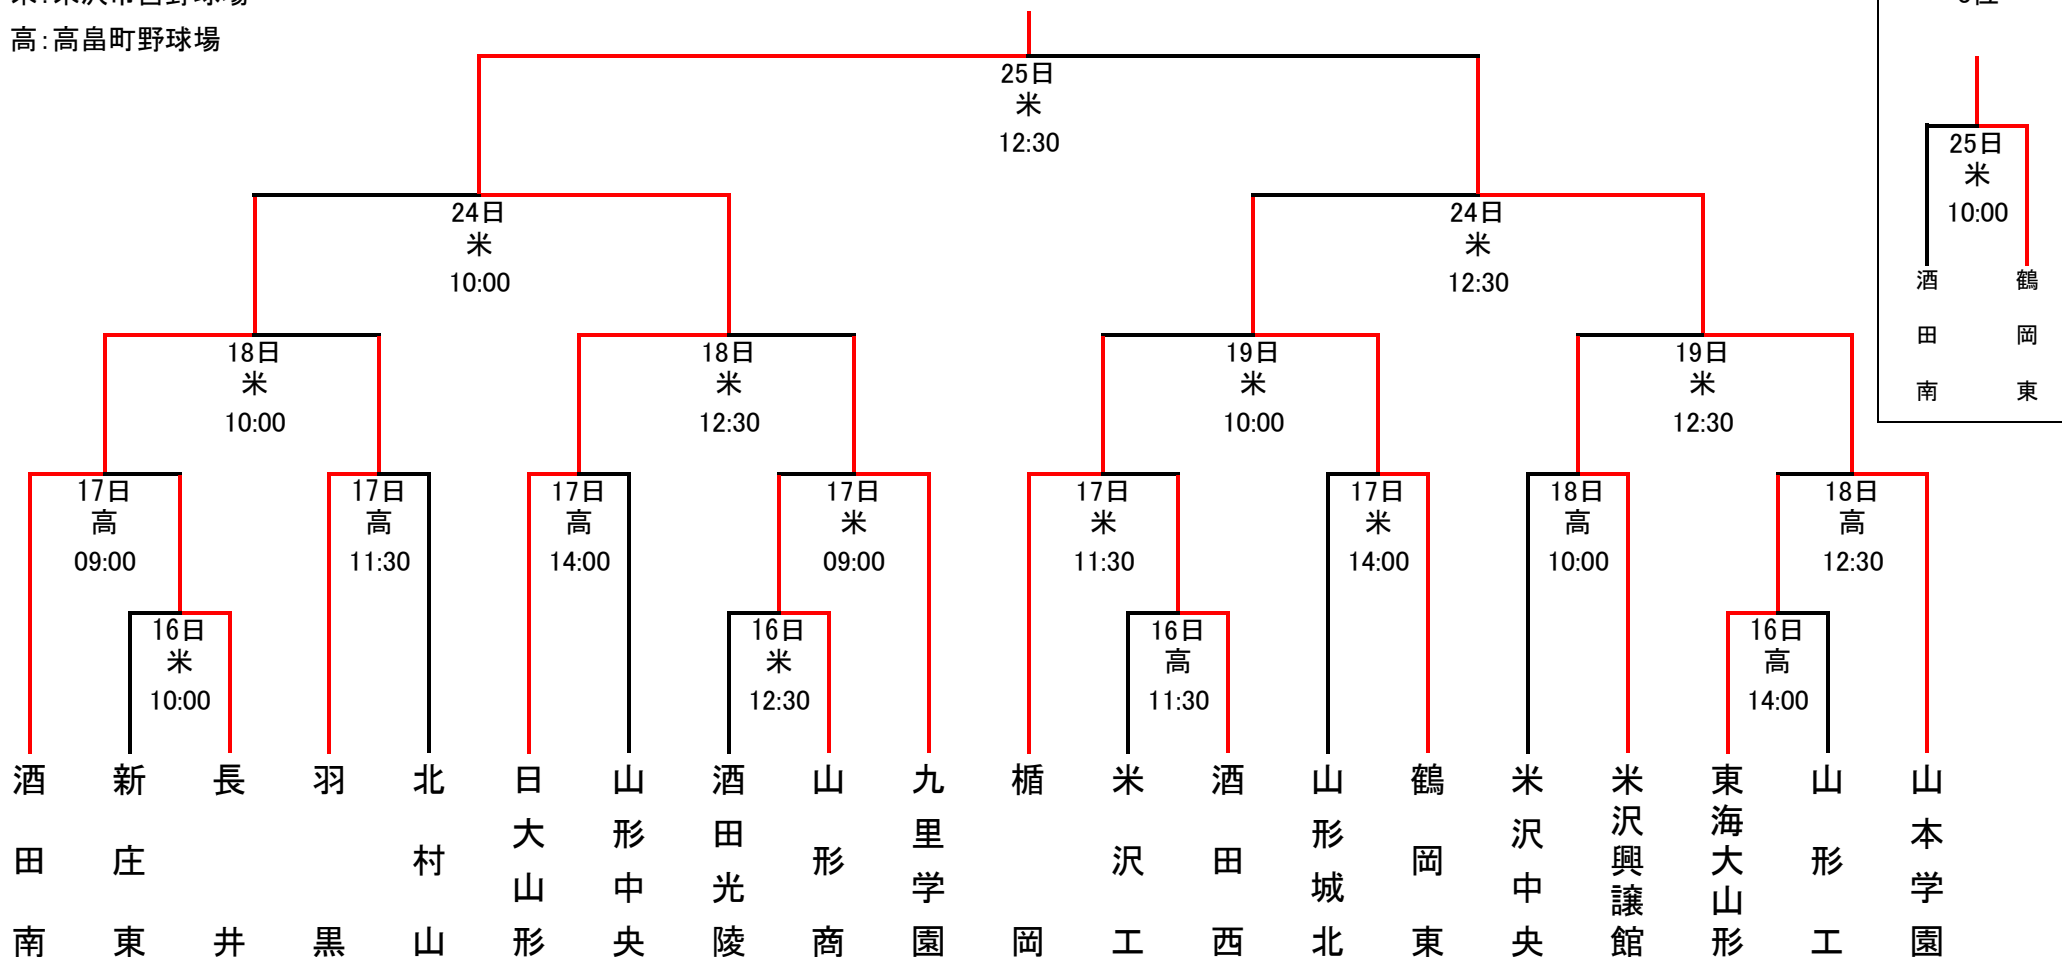 高：高畠町野球場
25日
米
12:30
25日
米
10:00
酒田南
鶴岡東
24日
米
10:00
24日
米
12:30
18日
米
10:00
18日
米
12:30
19日
米
10:00
19日
米
12:30
17日
高
09:00
17日
高
11:30
17日
高
14:00
17日
米
09:00
17日
米
11:30
17日
米
14:00
18日
高
10:00
18日
高
12:30
16日
米
10:00
16日
米
12:30
16日
高
11:30
16日
高
14:00
酒田南
新庄東
長井
羽黒
北村山
日大山形
山形中央
酒田光陵
山形商
九里学園
楯岡
米沢工
酒田西
山形城北
鶴岡東
米沢中央
米沢興譲館
東海大山形
山形工
山本学園